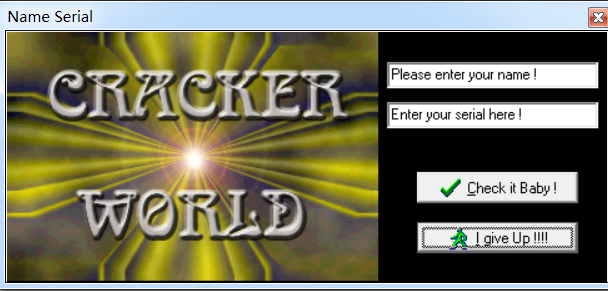 Name Serial
CRACKER
WORLD
Please enter your name !
Enter your serial here !
Check it Baby !
I give Up !!!!